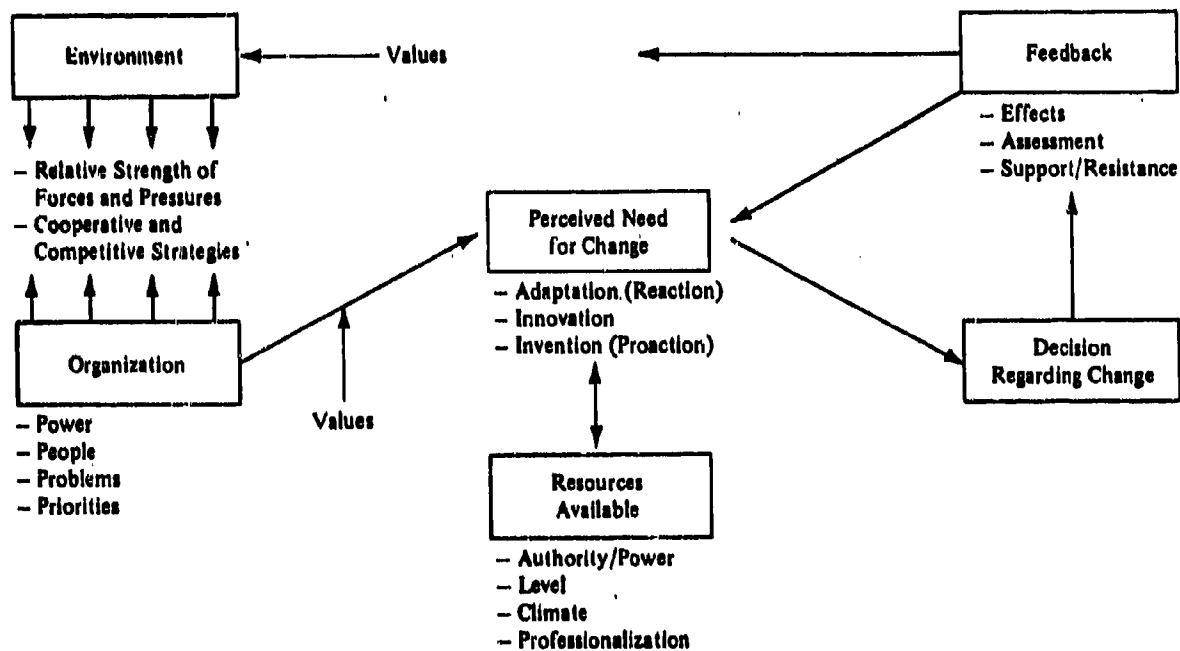 Environment
Values
Feedback
– Effects
– Assessment
– Support/Resistance
– Relative Strength of
Forces and Pressures
– Cooperative and
Competitive Strategies
Perceived Need
for Change
– Adaptation (Reaction)
– Innovation
– Invention (Proaction)
Organization
– Power
– People
– Problems
– Priorities
Values
Decision
Regarding Change
Resources
Available
– Authority/Power
– Level
– Climate
– Professionalization